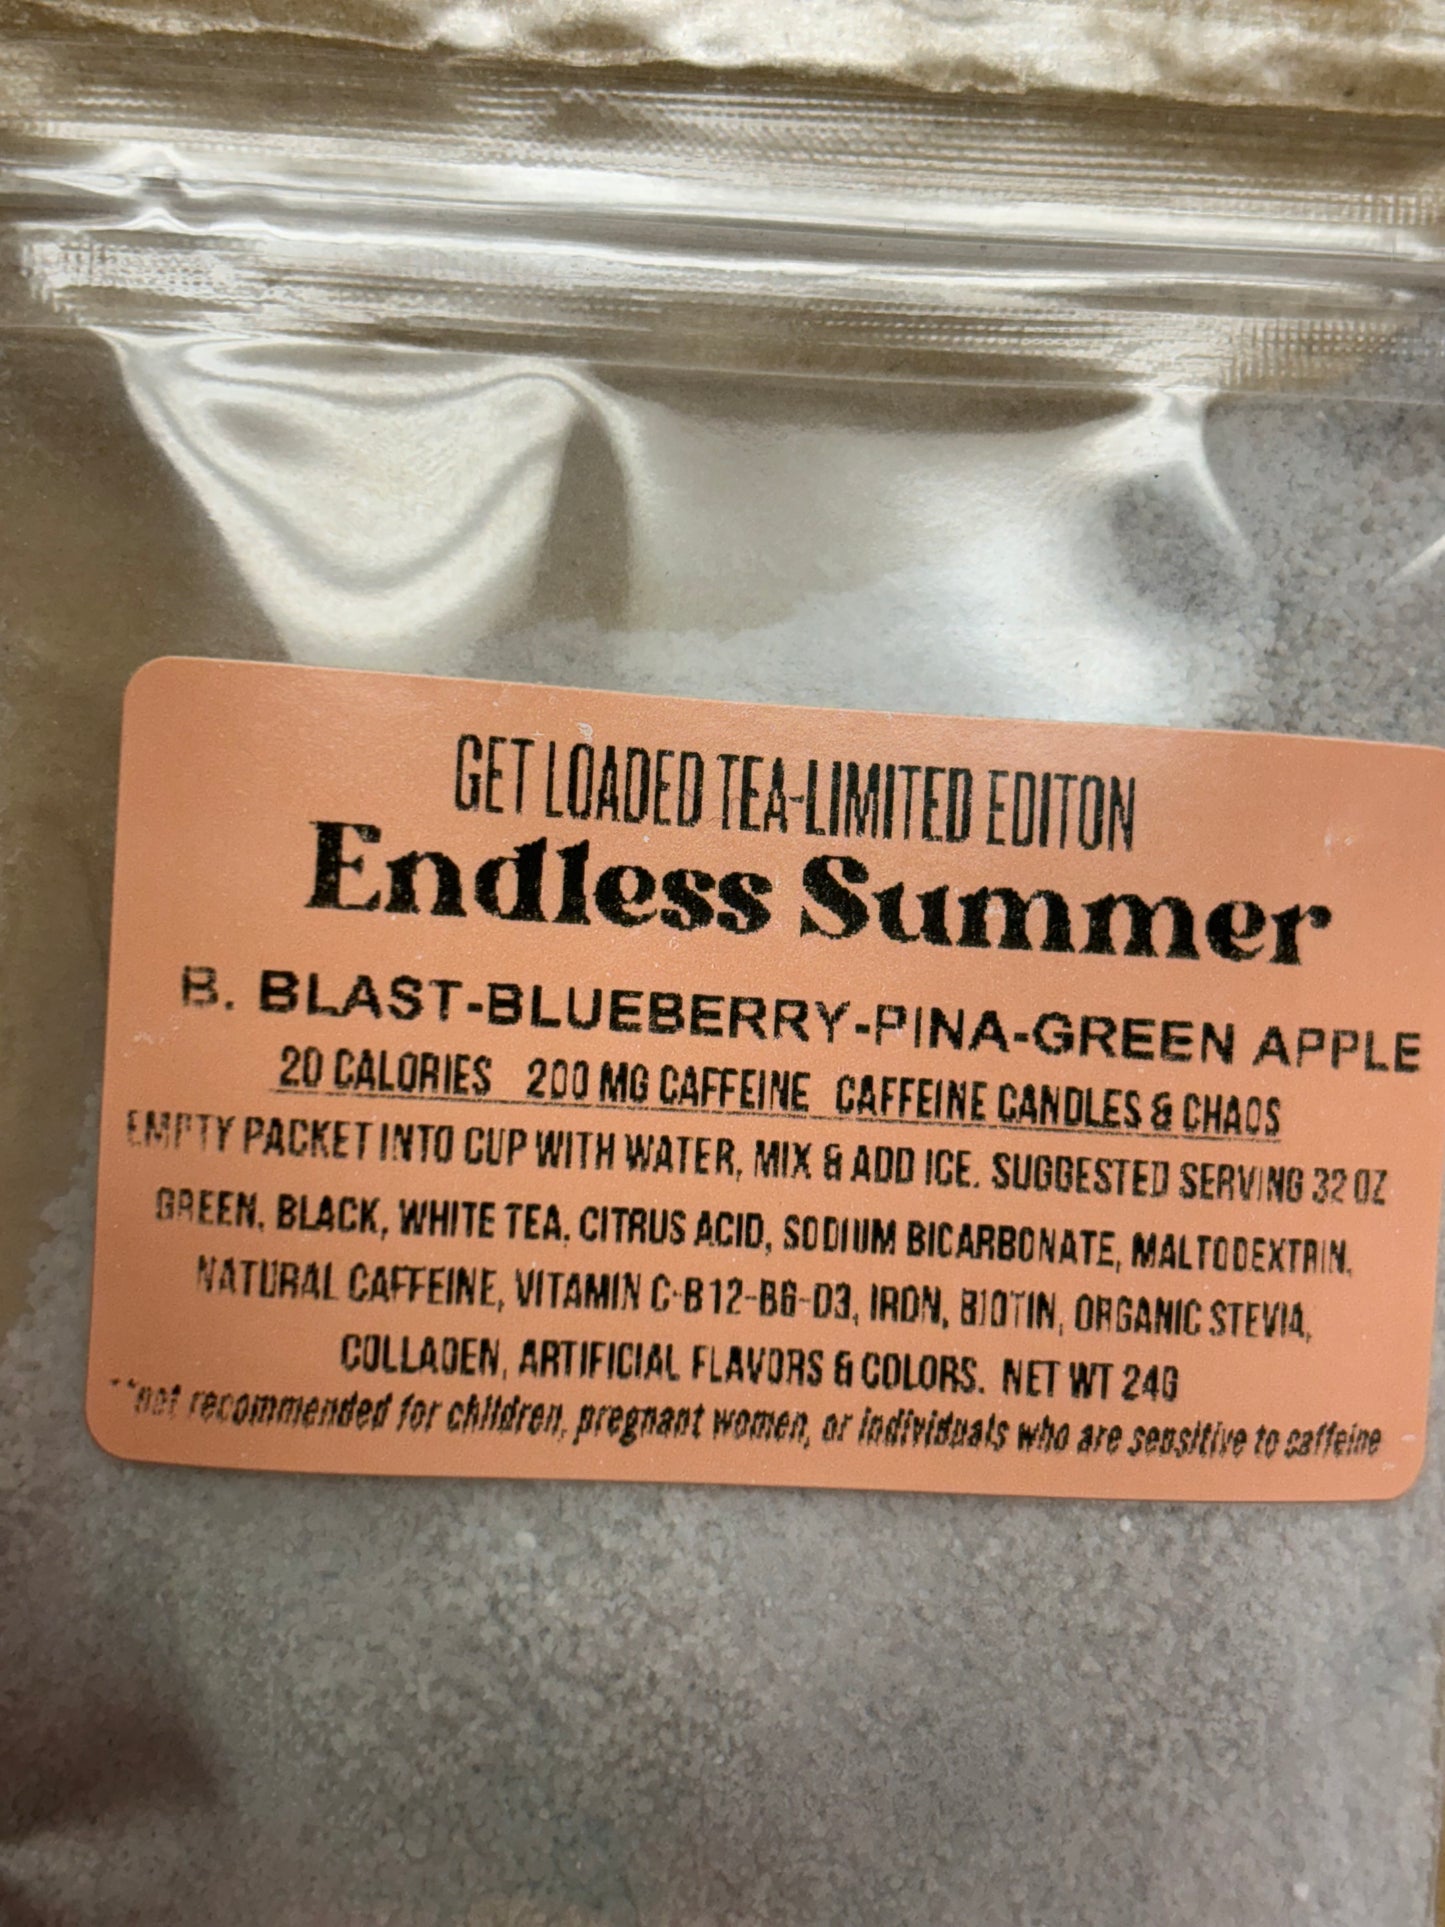 GET LOADED TEA-LIMITED EDITON
Endless Summer
B. BLAST-BLUEBERRY-PINA-GREEN APPLE
20 CALORIES 200 MG CAFFEINE CAFFEINE CANDLES & CHAOS
EMPTY PACKET INTO CUP WITH WATER, MIX & ADD ICE. SUGGESTED SERVING 32 OZ
GREEN, BLACK, WHITE TEA, CITRUS ACID, SODIUM BICARBONATE, MALTODEXTRIN,
NATURAL CAFFEINE, VITAMIN C-B12-B6-D3, IRON, BIOTIN, ORGANIC STEVIA,
COLLAGEN, ARTIFICIAL FLAVORS & COLORS. NET WT 24G
**not recommended for children, pregnant women, or individuals who are sensitive to caffeine